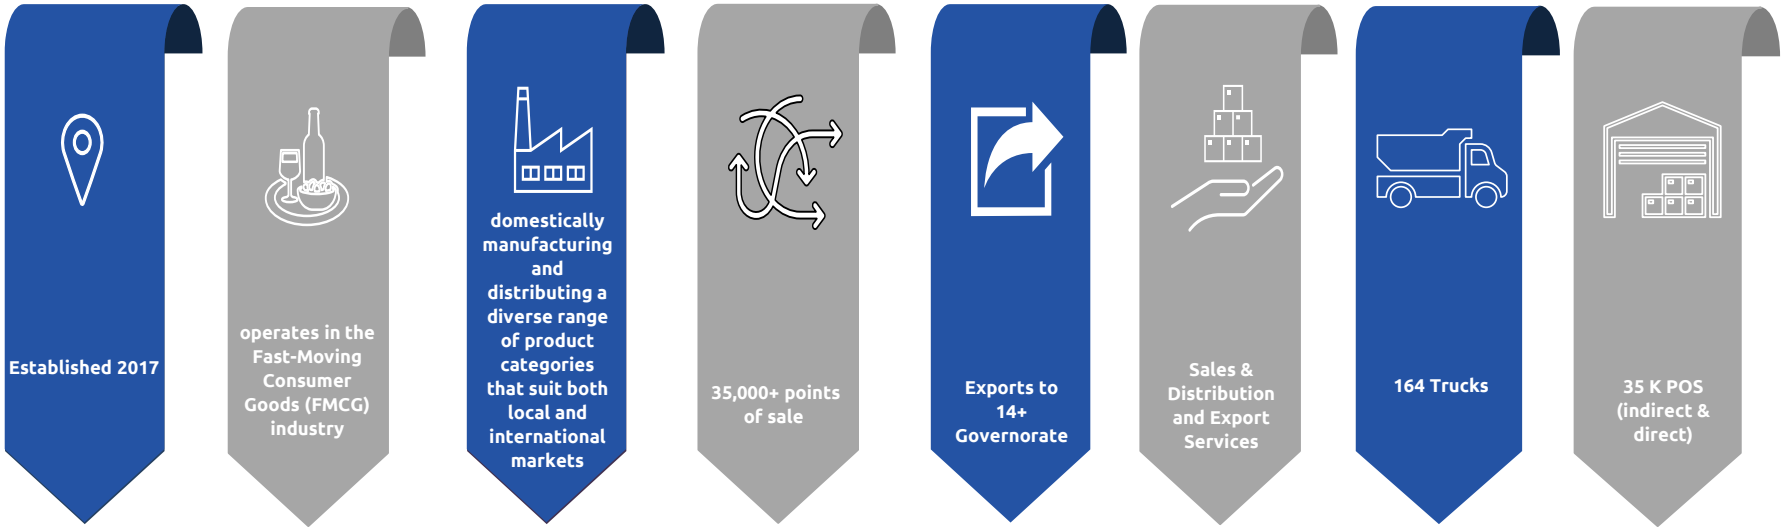 Established 2017
operates in the
Fast-Moving
Consumer
Goods (FMCG)
industry
domestically
manufacturing
and
distributing a
diverse range
of product
categories
that suit both
local and
international
markets
35,000+ points
of sale
Exports to
14+
Governorate
Sales &
Distribution
and Export
Services
164 Trucks
35 K POS
(indirect &
direct)